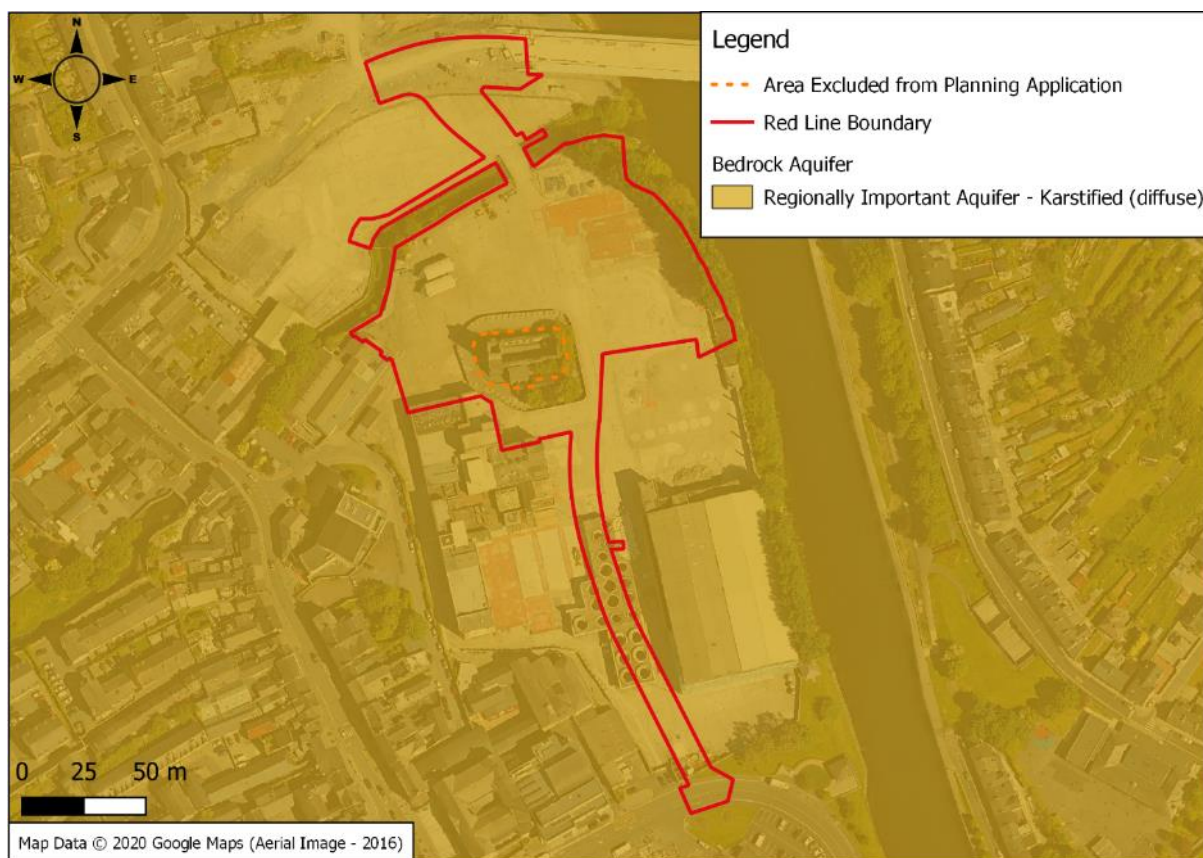 N
W E
S
Legend
Area Excluded from Planning Application
Red Line Boundary
Bedrock Aquifer
Regionally Important Aquifer - Karstified (diffuse)
0 25 50 m
Map Data © 2020 Google Maps (Aerial Image - 2016)